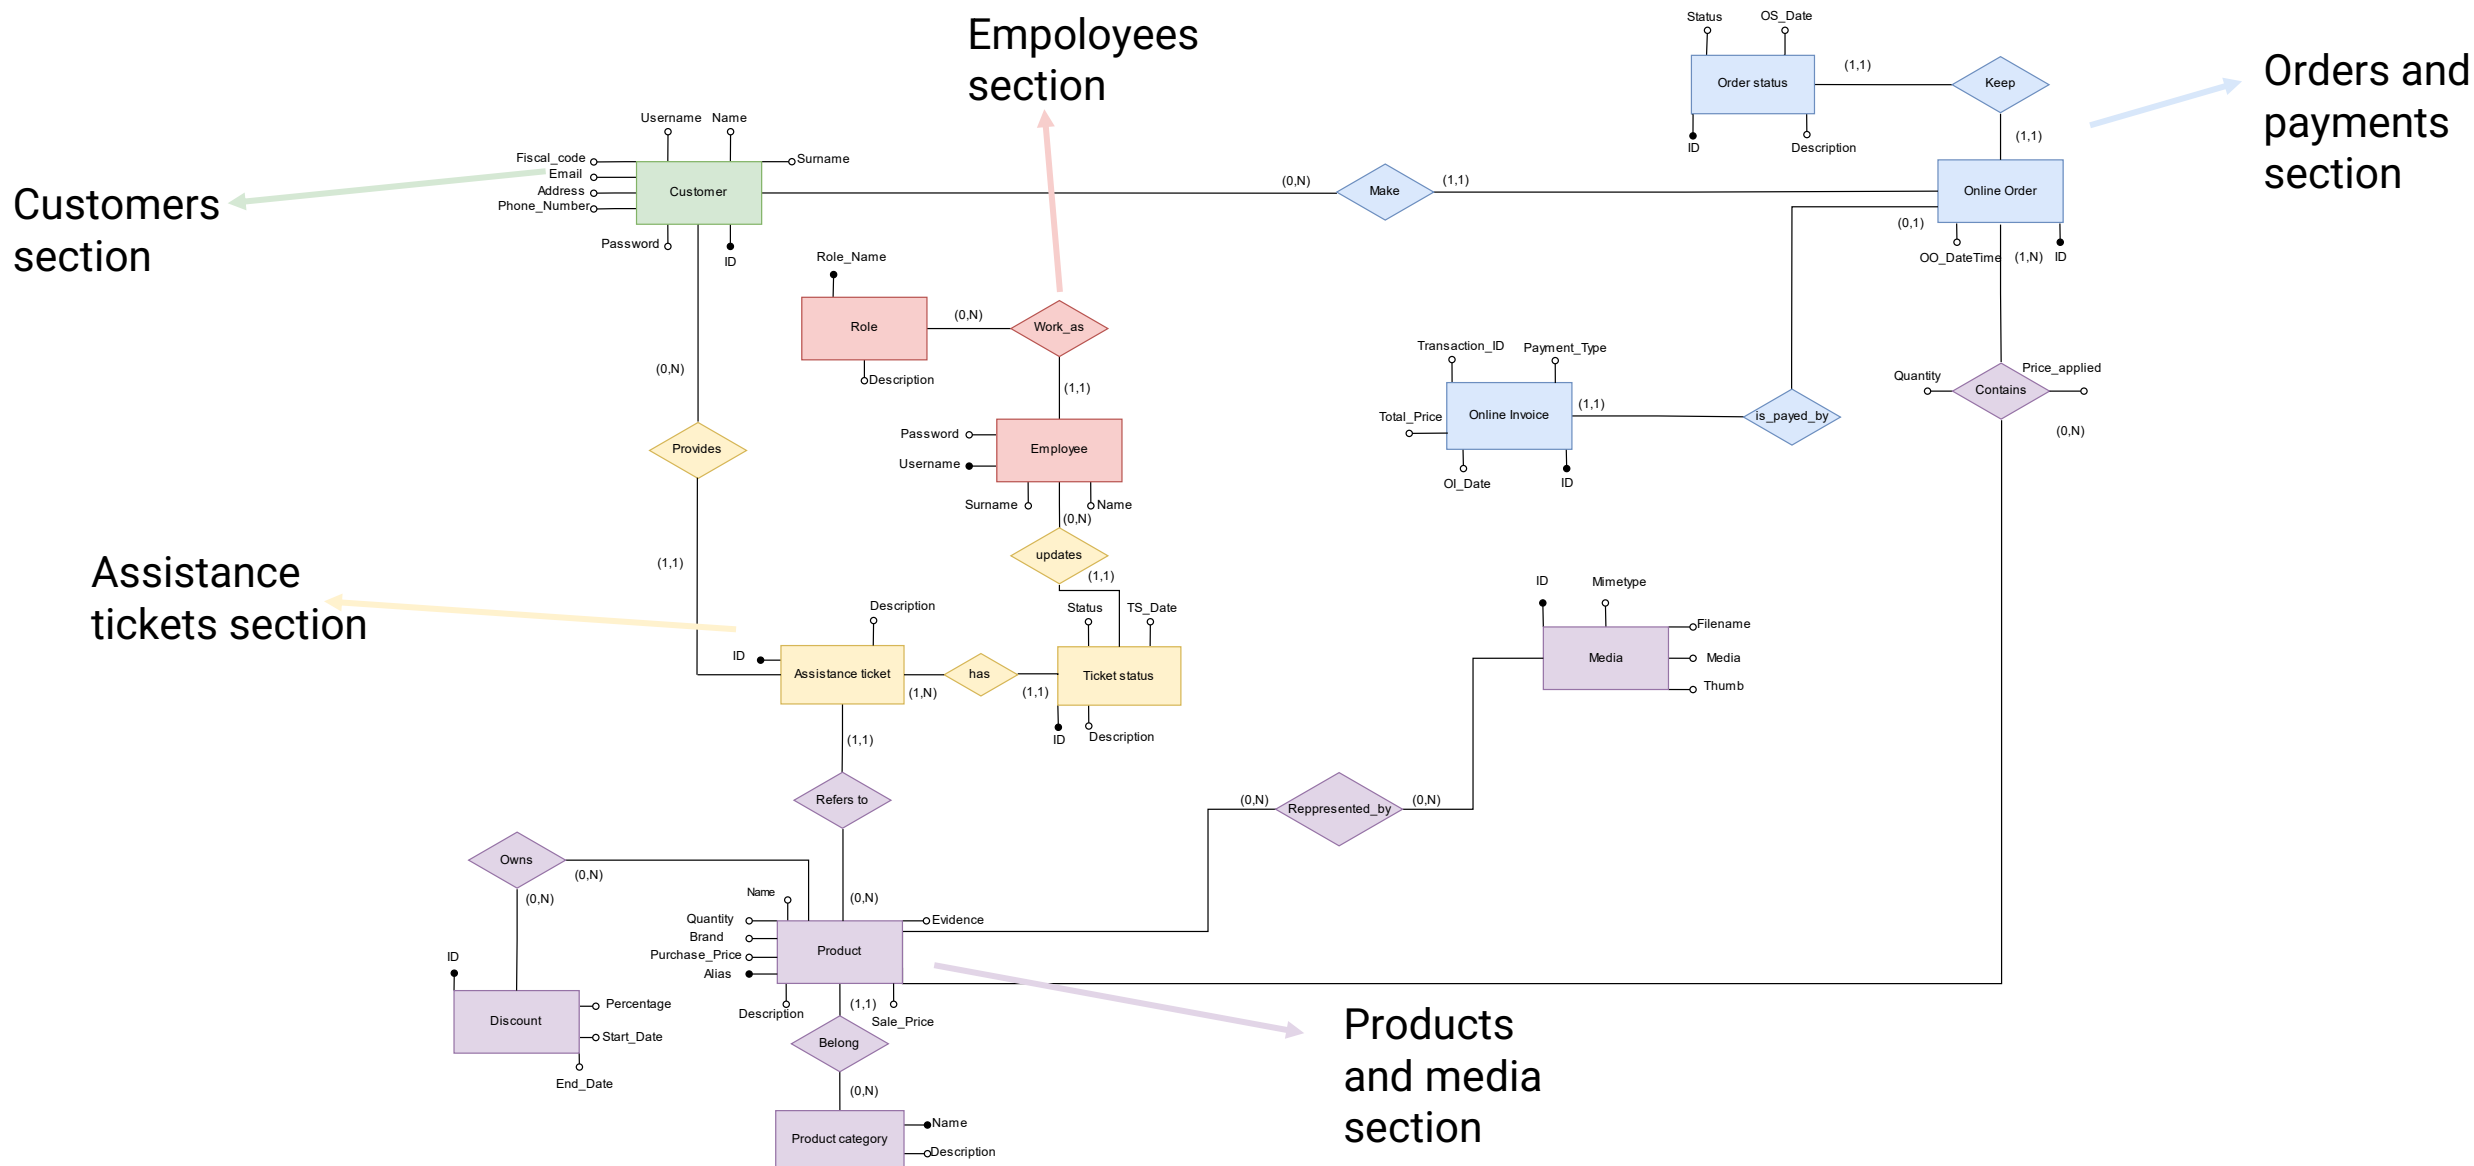 Empoloyees
section
Status
OS_Date
Order status
(1,1)
Keep
ID
Description
(1,1)
Orders and
payments
section
Username
Name
Fiscal_code
Surname
Email
Address
Phone_Number
Customer
Password
ID
(0,N)
Make
(1,1)
Online Order
(0,1)
OO_DateTime
(1,N)
ID
Customers
section
Role_Name
Role
(0,N)
Work_as
Description
(1,1)
(0,N)
Transaction_ID
Payment_Type
Total_Price
Online Invoice
(1,1)
is_payed_by
OI_Date
ID
Quantity
Price_applied
Contains
(0,N)
Provides
Password
Username
Employee
Surname
Name
(0,N)
updates
(1,1)
(1,1)
Assistance
tickets section
Description
Status
TS_Date
ID
Assistance ticket
(1,N)
has
(1,1)
Ticket status
ID
Description
ID
Mimetype
Filename
Media
Media
Thumb
(1,1)
Refers to
(0,N)
Reppresented_by
(0,N)
Owns
(0,N)
(0,N)
(0,N)
Name
Quantity
Evidence
Brand
Purchase_Price
Alias
Product
Description
(1,1)
Sale_Price
ID
Discount
Percentage
Start_Date
End_Date
Belong
(0,N)
Products
and media
section
Product category
Name
Description